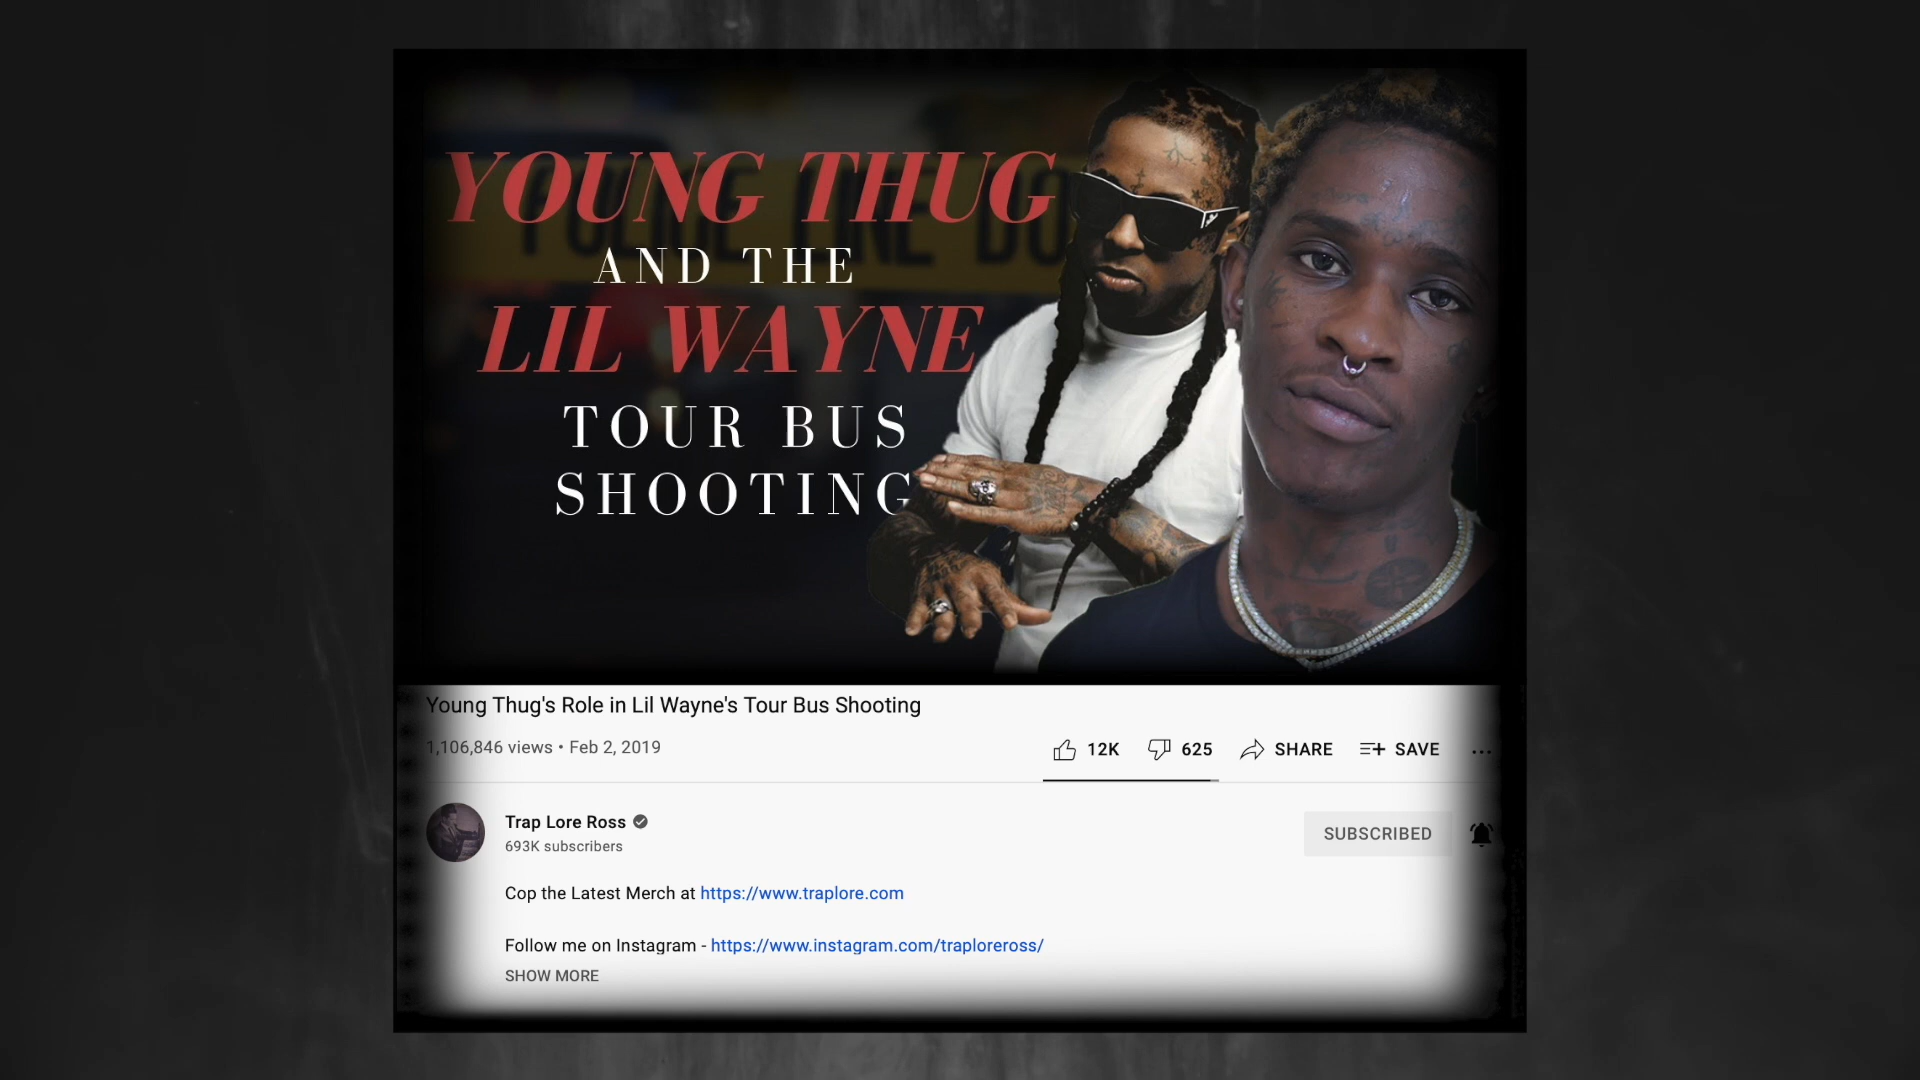 YOUNG THUG
AND THE
LIL WAYNE
TOUR BUS
SHOOTING
Young Thug's Role in Lil Wayne's Tour Bus Shooting
1,106,846 views • Feb 2, 2019
12K
625
SHARE
SAVE
Trap Lore Ross
693K subscribers
SUBSCRIBED
Cop the Latest Merch at https://www.traplore.com
Follow me on Instagram - https://www.instagram.com/traploreross/
SHOW MORE